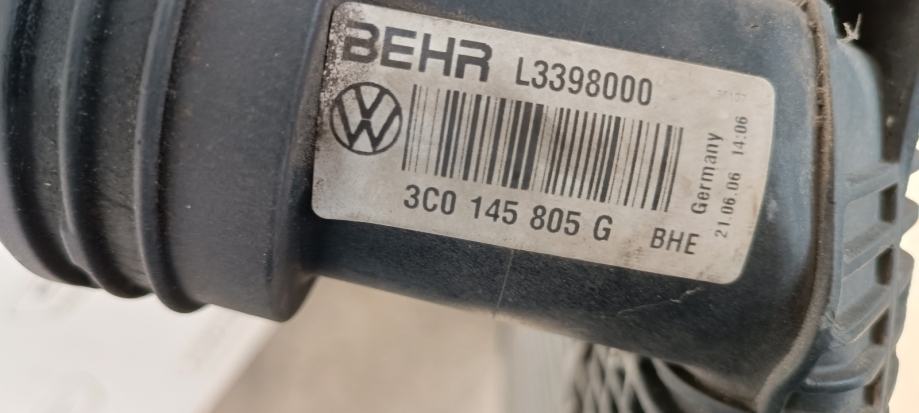 BEHR L3398000
3C0 145 805 G BHE
Germany
21.06.06 14:06